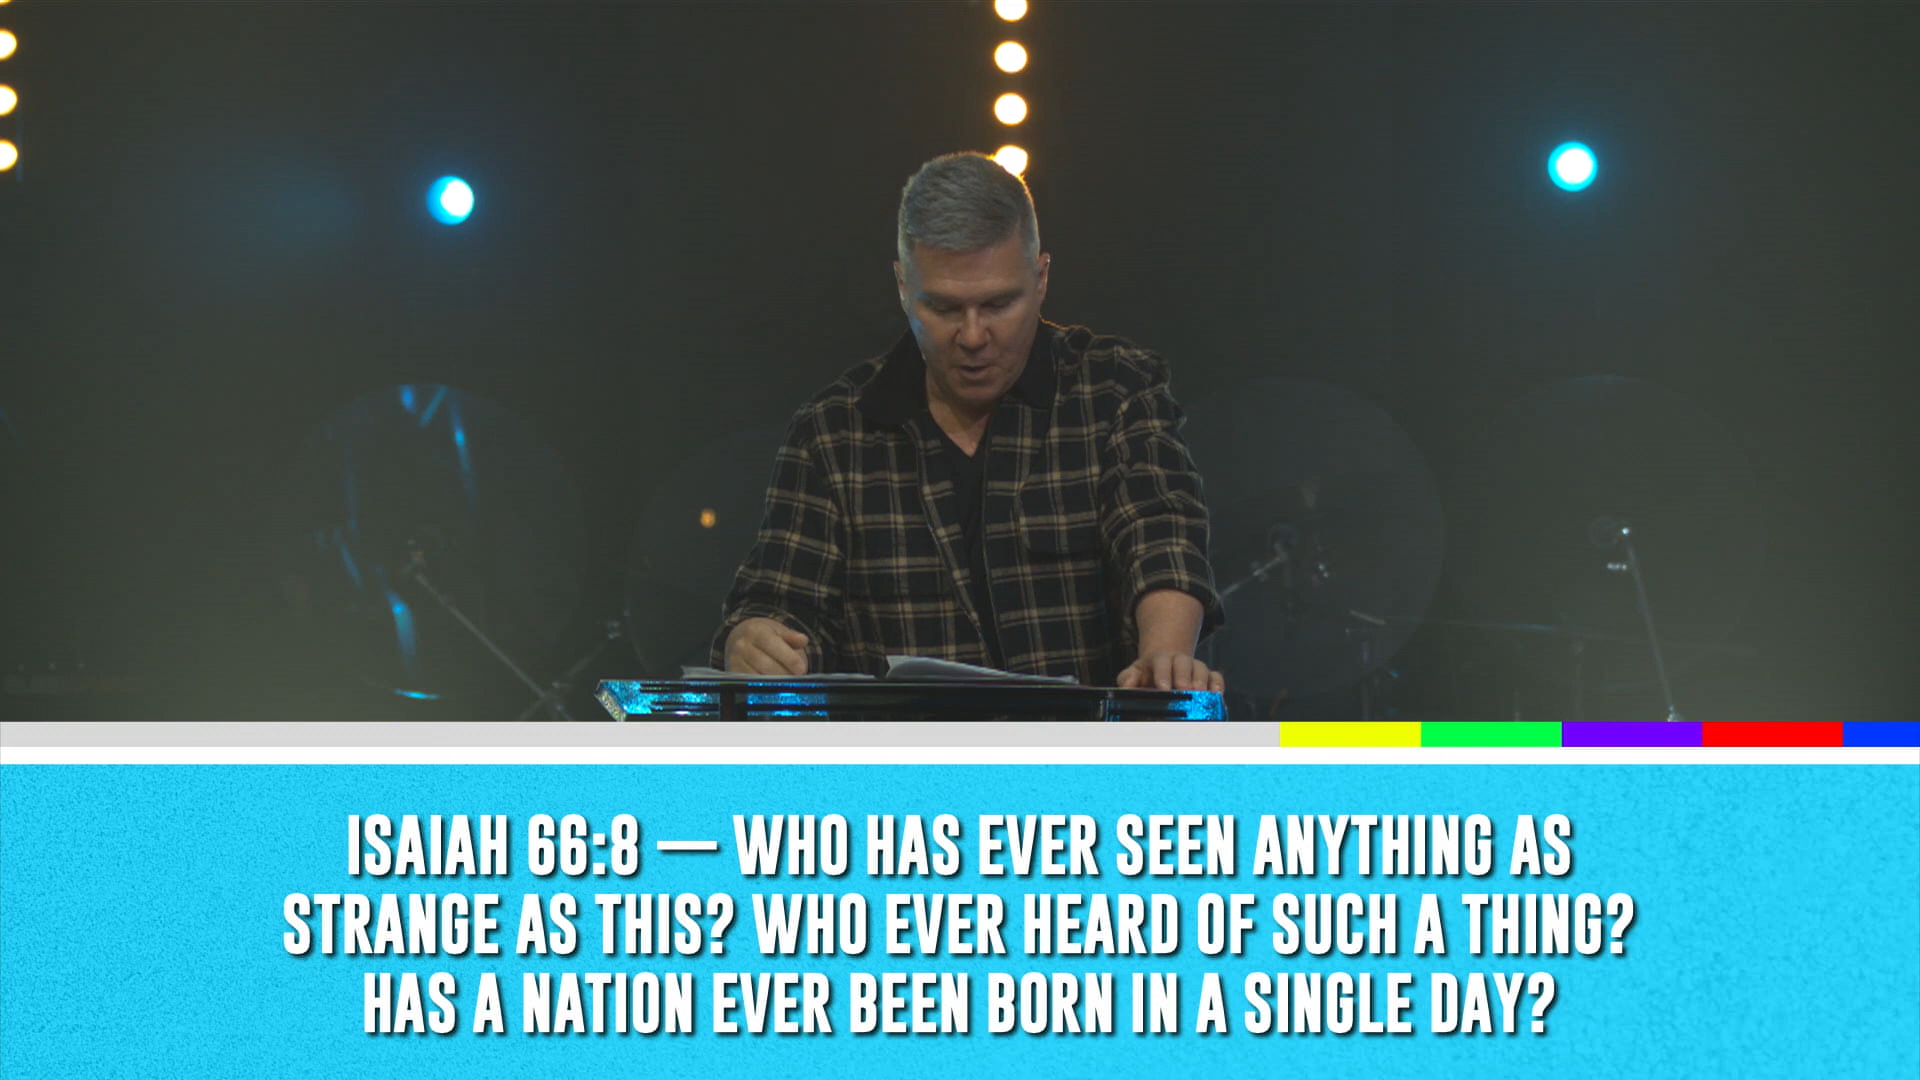 ISAIAH 66:8 — WHO HAS EVER SEEN ANYTHING AS
STRANGE AS THIS? WHO EVER HEARD OF SUCH A THING?
HAS A NATION EVER BEEN BORN IN A SINGLE DAY?